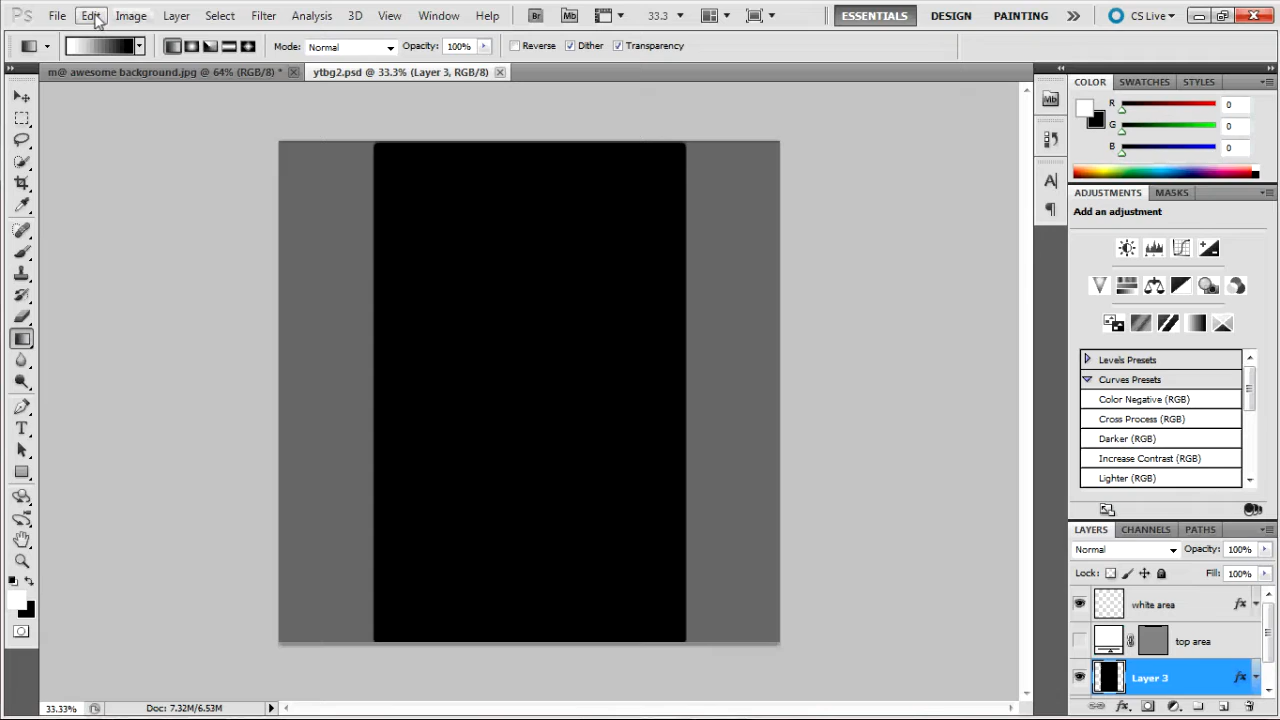 Ps File Edit Image Layer Select Filter Analysis 3D View Window Help Br Mb 33.3 ESSENTIALS DESIGN PAINTING CS Live
Mode: Normal Opacity: 100% Reverse Dither Transparency
m@ awesome background.jpg @ 64% (RGB/8) * ytbg2.psd @ 33.3% (Layer 3, RGB/8)
COLOR SWATCHES STYLES
Mb
R 0
G 0
B 0
A
ADJUSTMENTS MASKS
Add an adjustment
Levels Presets
Curves Presets
Color Negative (RGB)
Cross Process (RGB)
Darker (RGB)
Increase Contrast (RGB)
Lighter (RGB)
T
LAYERS CHANNELS PATHS
Normal Opacity: 100%
Lock: Fill: 100%
white area fx
top area
Layer 3 fx
33.33% Doc: 7.32M/6.53M
fx